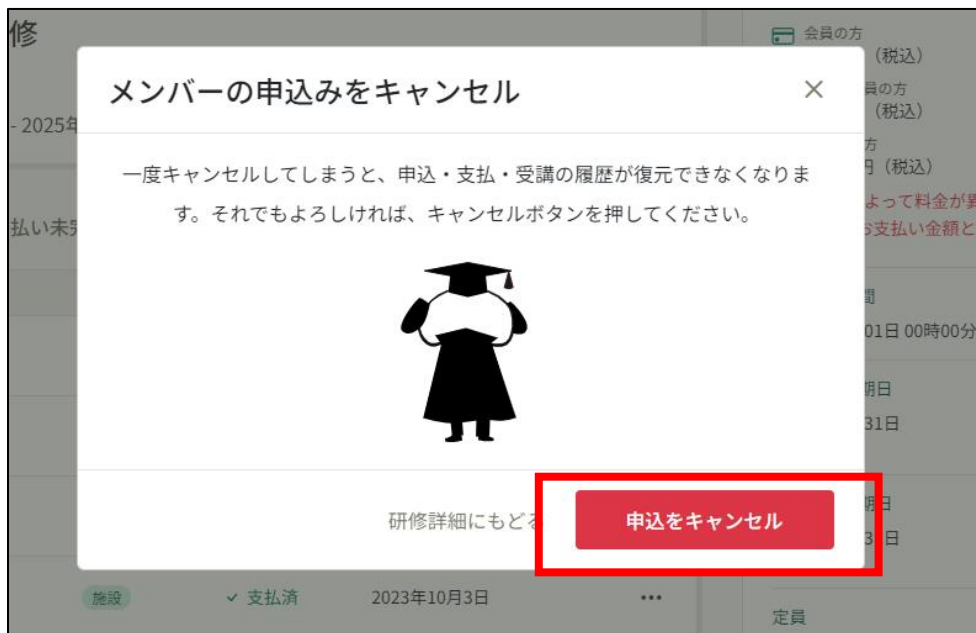 修
会員の方
（税込）
メンバーの申込みをキャンセル
員の方
（税込）
- 2025年
方
円（税込）
一度キャンセルしてしまうと、申込・支払・受講の履歴が復元できなくなりま
す。それでもよろしければ、キャンセルボタンを押してください。
よって料金が異
お支払い金額と
払い未完
間
01日 00時00分
期日
31日
研修詳細にもどる
申込をキャンセル
期日
日
施設
支払済
2023年10月3日
定員